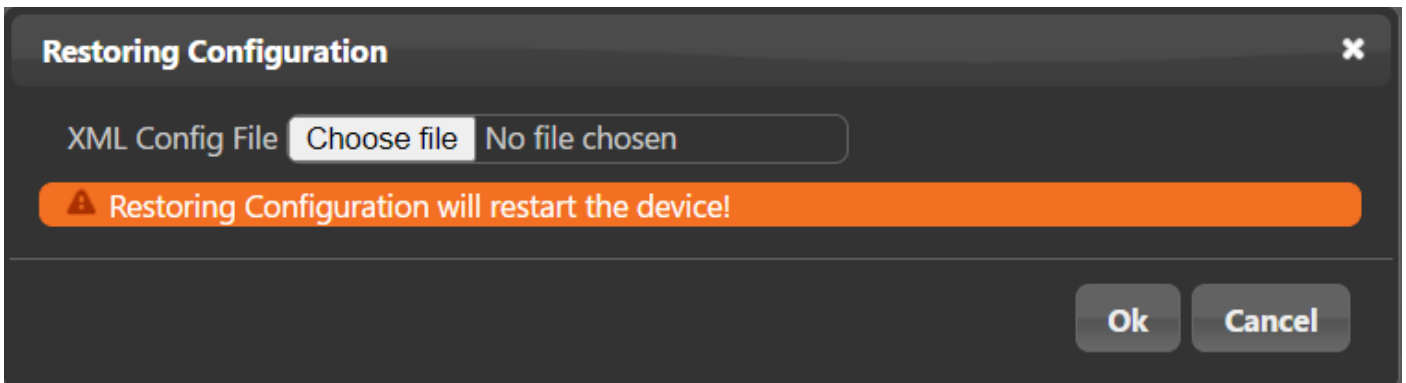 Restoring Configuration
XML Config File Choose file No file chosen
Restoring Configuration will restart the device!
Ok Cancel